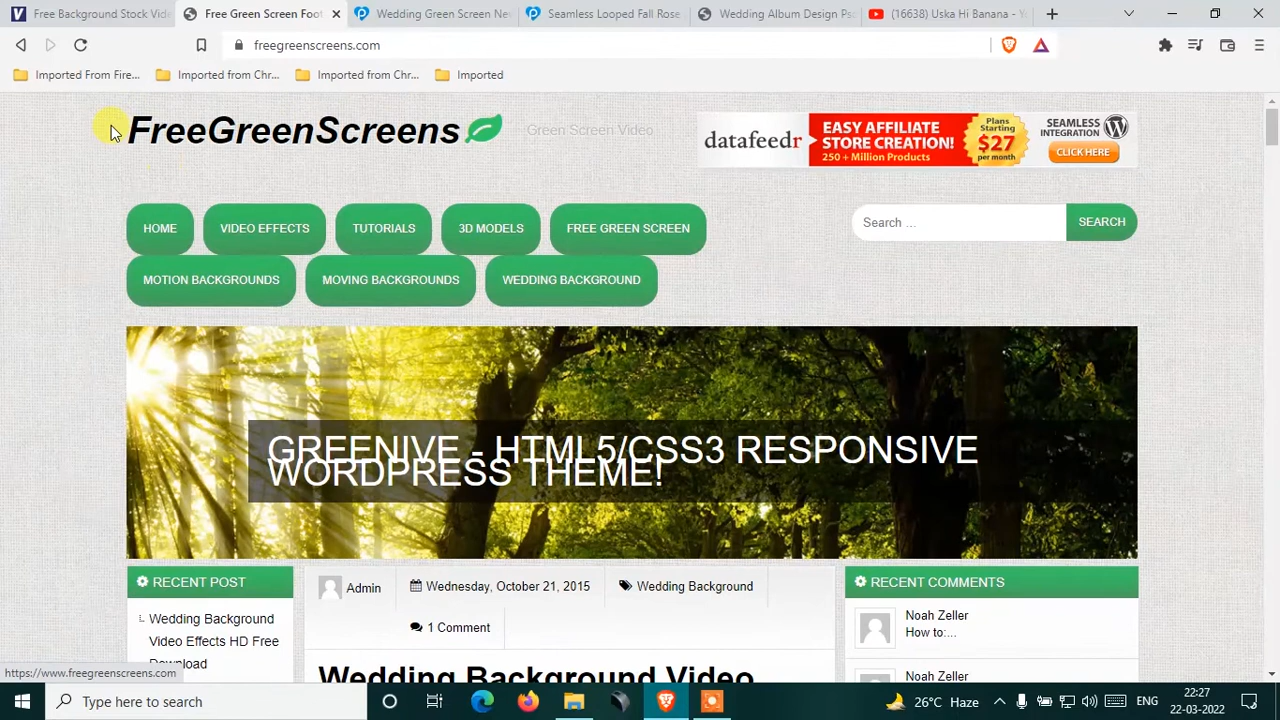 Free Background Stock Vide
Free Green Screen Foot
Wedding Green Screen Ne
Seamless Looped Fall Rose
Wedding Album Design Ps
(16638) Uska Hi Banana - Yo
freegreenscreens.com
Imported From Fire...
Imported from Chr...
Imported from Chr...
Imported
FreeGreenScreens
Green Screen Video
datafeedr
EASY AFFILIATE
STORE CREATION!
250 + Million Products
Plans
Starting
$27
per month
SEAMLESS
INTEGRATION
CLICK HERE
HOME
VIDEO EFFECTS
TUTORIALS
3D MODELS
FREE GREEN SCREEN
Search …
SEARCH
MOTION BACKGROUNDS
MOVING BACKGROUNDS
WEDDING BACKGROUND
GREENIVE - HTML5/CSS3 RESPONSIVE
WORDPRESS THEME!
RECENT POST
Wedding Background
Video Effects HD Free
Download
Admin
Wednesday, October 21, 2015
Wedding Background
1 Comment
Wedding Background Video
RECENT COMMENTS
Noah Zeller
How to:...
Noah Zeller
https://www.freegreenscreens.com
Type here to search
26°C Haze
ENG
22:27
22-03-2022